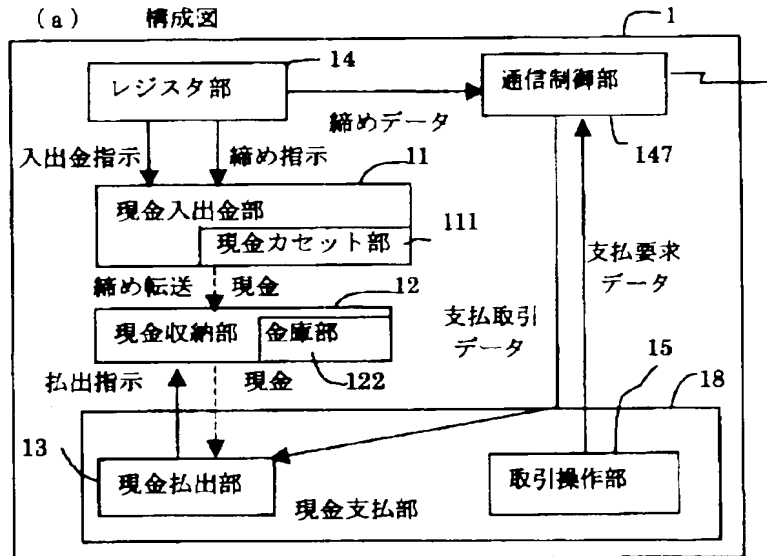 (a) 構成図
1
14
レジスタ部
通信制御部
締めデータ
147
入出金指示
締め指示
11
現金入出金部
現金カセット部
111
支払要求
データ
締め転送
現金
12
現金収納部
金庫部
支払取引
データ
払出指示
現金
122
15
18
13
現金払出部
取引操作部
現金支払部